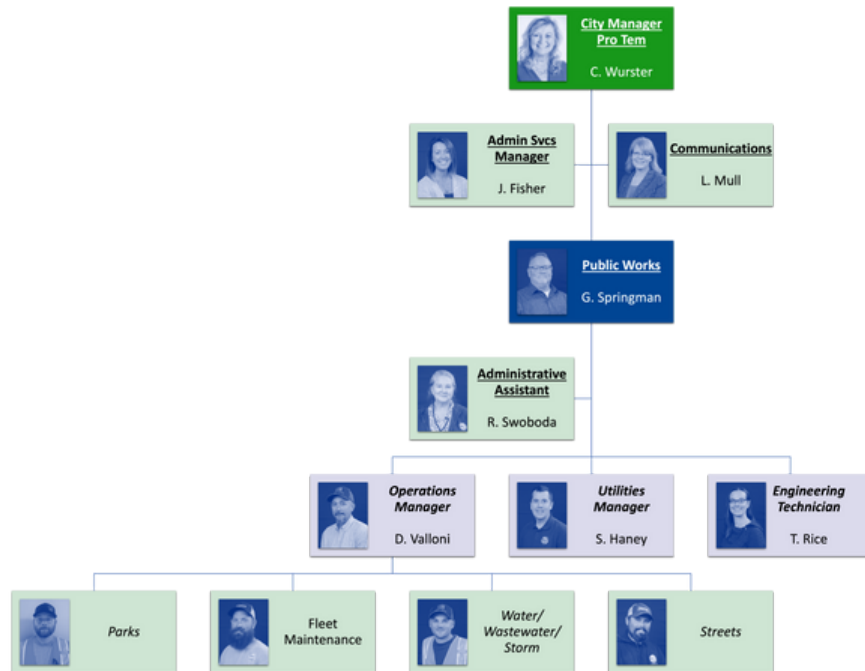 City Manager
Pro Tem
C. Wurster
Admin Svcs
Manager
J. Fisher
Communications
L. Mull
Public Works
G. Springman
Administrative
Assistant
R. Swoboda
Operations
Manager
D. Valloni
Utilities
Manager
S. Haney
Engineering
Technician
T. Rice
Parks
Fleet
Maintenance
Water/
Wastewater/
Storm
Streets